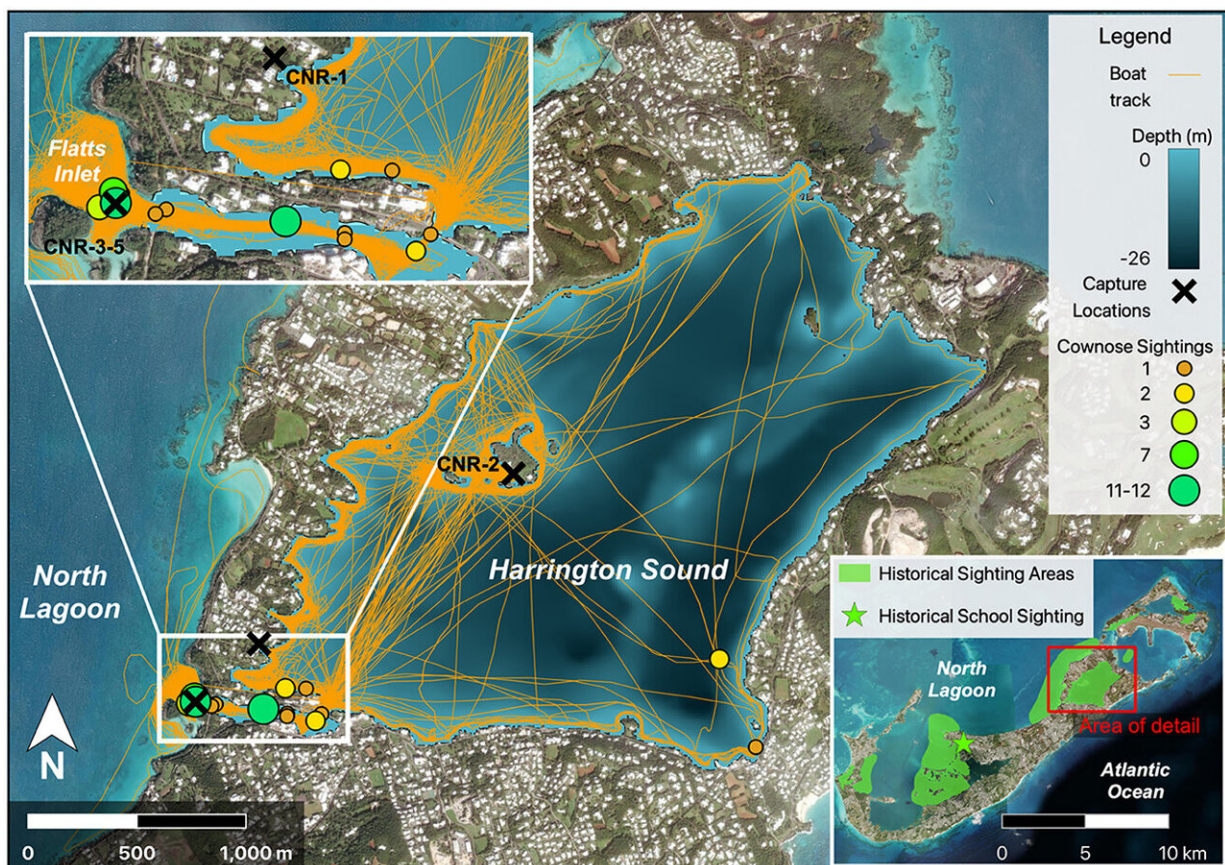 CNR-1
Flatts
Inlet
CNR-3-5
Legend
Boat
track
Depth (m)
0
-26
Capture
Locations
Cownose Sightings
1
2
3
7
11-12
CNR-2
Harrington Sound
North
Lagoon
N
0 500 1,000 m
Historical Sighting Areas
Historical School Sighting
North
Lagoon
Area of detail
Atlantic
Ocean
0 5 10 km